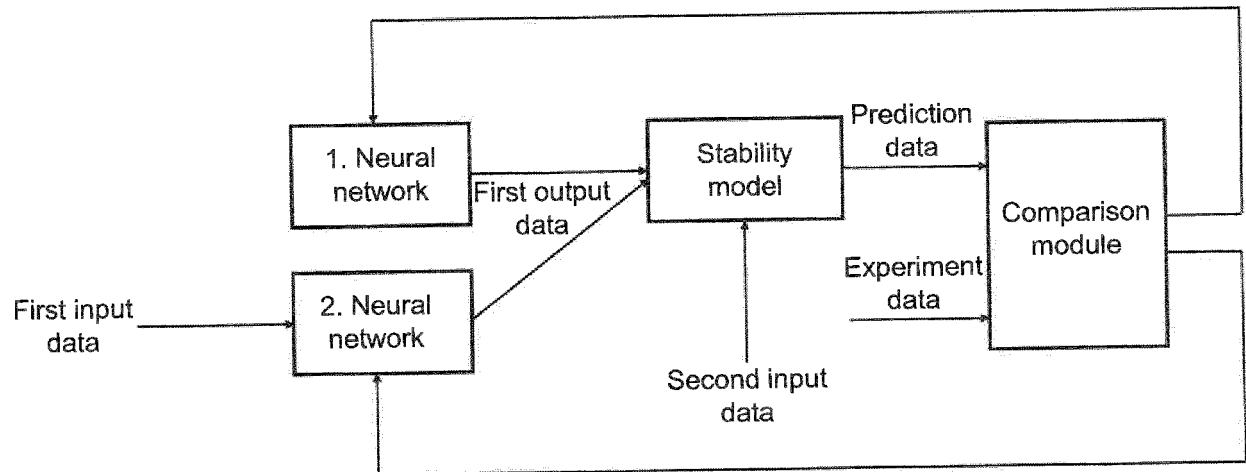 1. Neural
network
First output
data
Stability
model
Prediction
data
Comparison
module
Experiment
data
First input
data
2. Neural
network
Second input
data